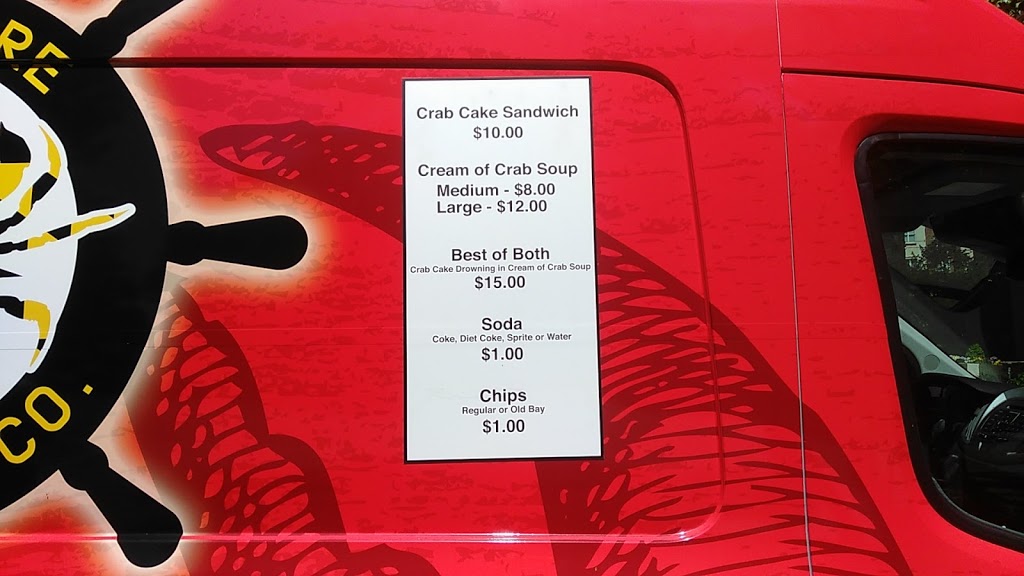 RE
CO.
Crab Cake Sandwich
$10.00
Cream of Crab Soup
Medium - $8.00
Large - $12.00
Best of Both
Crab Cake Drowning in Cream of Crab Soup
$15.00
Soda
Coke, Diet Coke, Sprite or Water
$1.00
Chips
Regular or Old Bay
$1.00